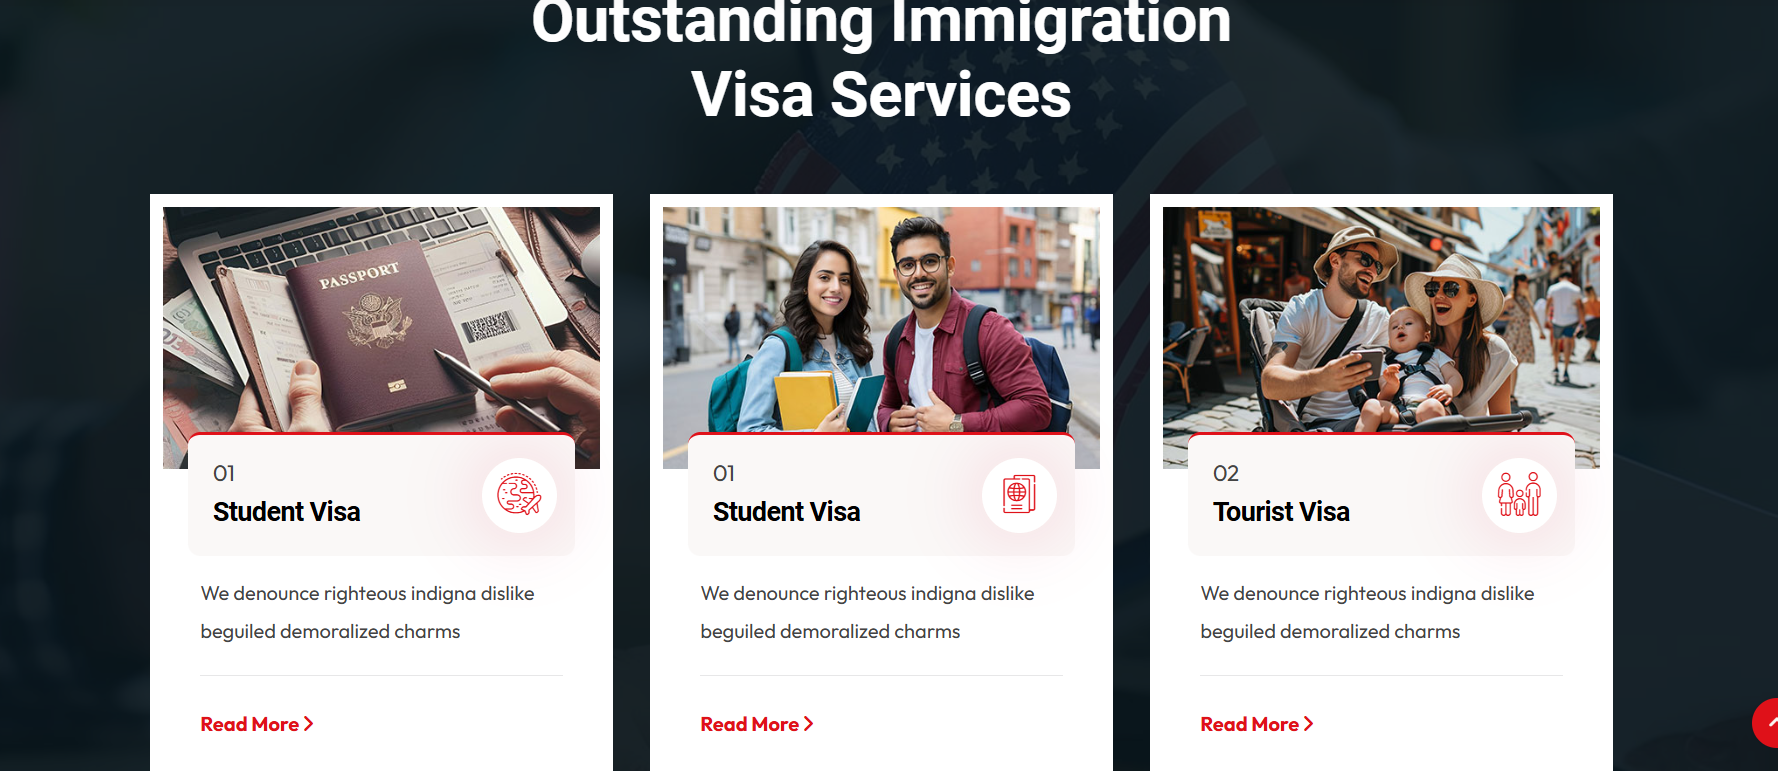 Outstanding Immigration
Visa Services
PASSPORT
01
Student Visa
We denounce righteous indigna dislike
beguiled demoralized charms
Read More
01
Student Visa
We denounce righteous indigna dislike
beguiled demoralized charms
Read More
02
Tourist Visa
We denounce righteous indigna dislike
beguiled demoralized charms
Read More